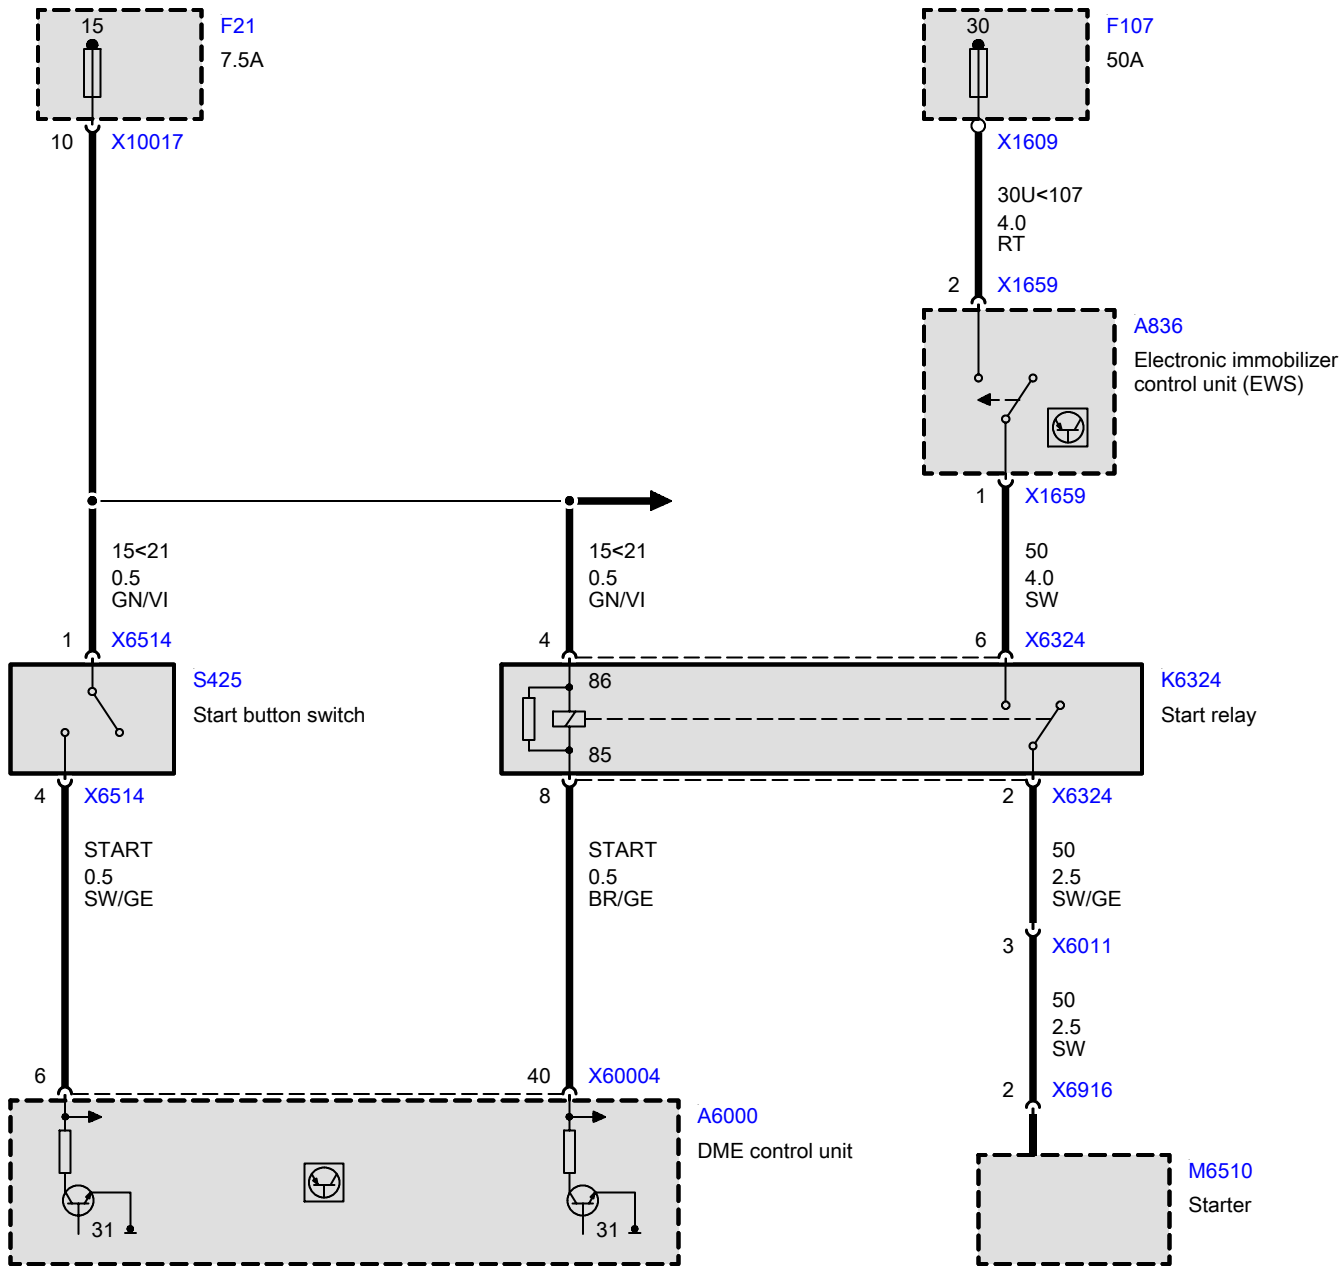 15
F21
7.5A
10
X10017
30
F107
50A
X1609
30U<107
4.0
RT
2
X1659
A836
Electronic immobilizer
control unit (EWS)
1
X1659
15<21
0.5
GN/VI
15<21
0.5
GN/VI
50
4.0
SW
1
X6514
4
6
X6324
S425
Start button switch
86
85
K6324
Start relay
4
X6514
8
2
X6324
START
0.5
SW/GE
START
0.5
BR/GE
50
2.5
SW/GE
3
X6011
50
2.5
SW
6
40
X60004
2
X6916
A6000
DME control unit
31
31
M6510
Starter